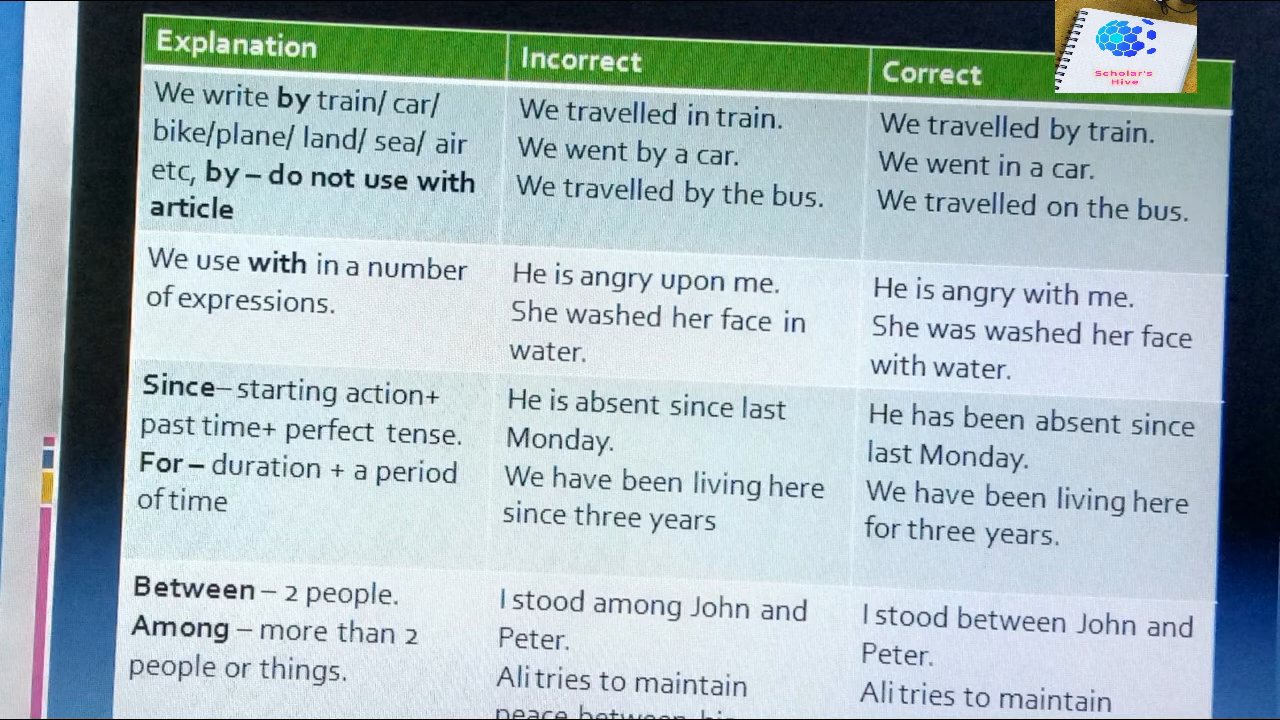 Explanation
Incorrect
Correct
Scholar's
Hive
We write by train/ car/
bike/plane/ land/ sea/ air
etc, by – do not use with
article
We travelled in train.
We went by a car.
We travelled by the bus.
We travelled by train.
We went in a car.
We travelled on the bus.
We use with in a number
of expressions.
He is angry upon me.
She washed her face in
water.
He is angry with me.
She was washed her face
with water.
Since– starting action+
past time+ perfect tense.
For – duration + a period
of time
He is absent since last
Monday.
We have been living here
since three years
He has been absent since
last Monday.
We have been living here
for three years.
Between – 2 people.
Among – more than 2
people or things.
I stood among John and
Peter.
Ali tries to maintain
peace between his
I stood between John and
Peter.
Ali tries to maintain